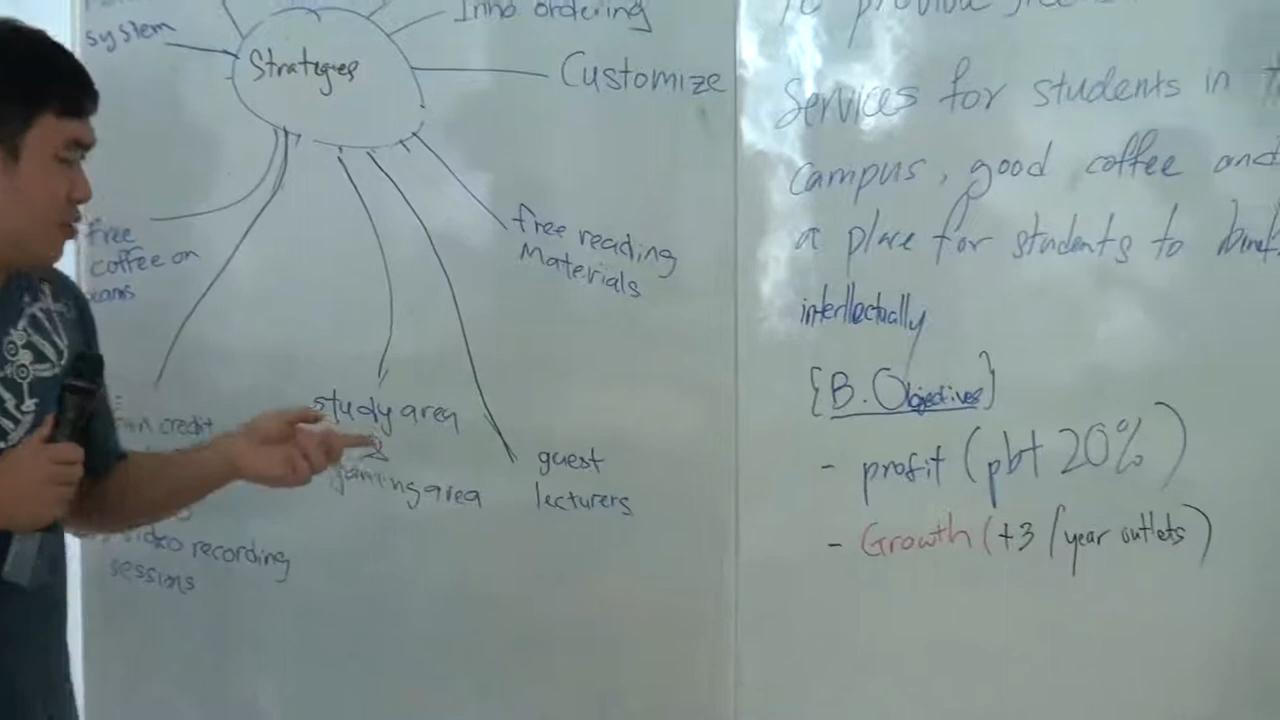 Inno ordering
system
Strategies
Customize
free
coffee on
free reading
Materials
study area
&
gaming area
guest
lecturers
credit
video recording
sessions
to provide
Services for students in
campus, good coffee and
a place for students to
intellectually
{B. Objectives}
- profit (pbt 20%)
- Growth (+3 /year outlets)